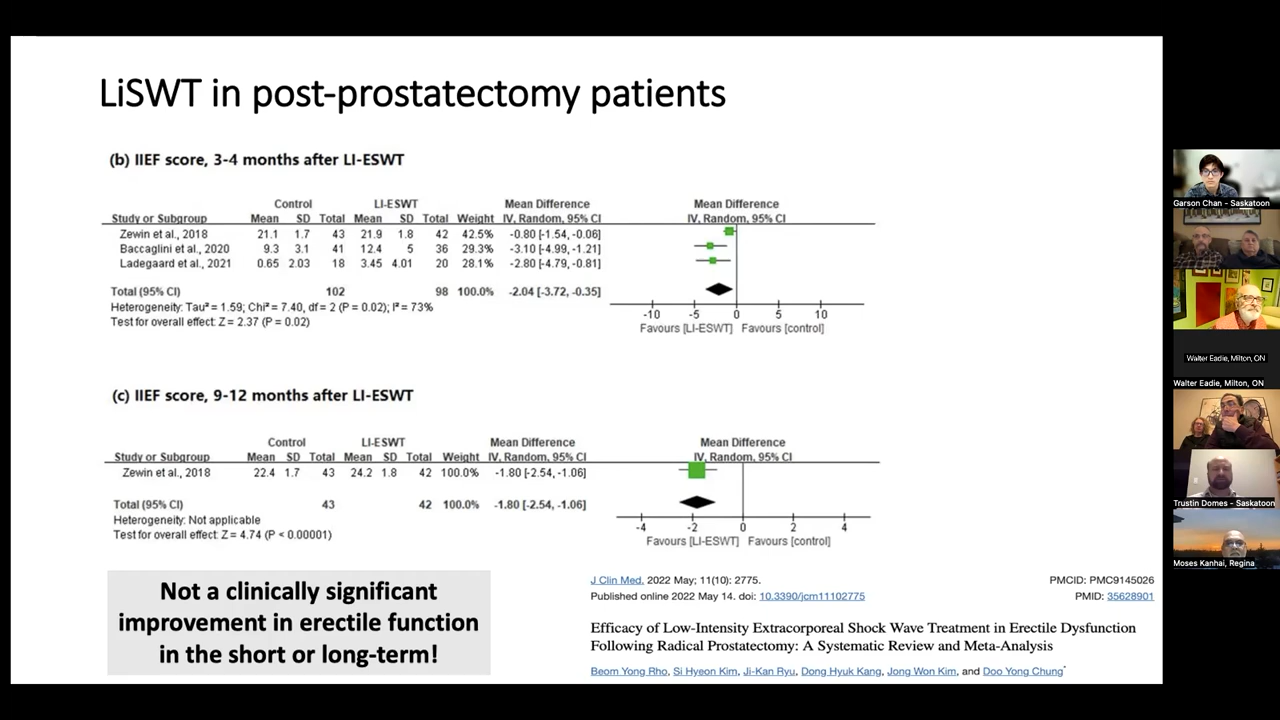 LiSWT in post-prostatectomy patients
(b) IIEF score, 3-4 months after LI-ESWT
Control LI-ESWT Mean Difference Mean Difference
Study or Subgroup Mean SD Total Mean SD Total Weight IV, Random, 95% CI IV, Random, 95% CI
Zewin et al., 2018 21.1 1.7 43 21.9 1.8 42 42.5% -0.80 [-1.54, -0.06]
Baccaglini et al., 2020 9.3 3.1 41 12.4 5 36 29.3% -3.10 [-4.99, -1.21]
Ladegaard et al., 2021 0.65 2.03 18 3.45 4.01 20 28.1% -2.80 [-4.79, -0.81]
Total (95% CI) 102 98 100.0% -2.04 [-3.72, -0.35]
Heterogeneity: Tau² = 1.59; Chi² = 7.40, df = 2 (P = 0.02); I² = 73%
Test for overall effect: Z = 2.37 (P = 0.02)
-10 -5 0 5 10
Favours [LI-ESWT] Favours [control]
(c) IIEF score, 9-12 months after LI-ESWT
Control LI-ESWT Mean Difference Mean Difference
Study or Subgroup Mean SD Total Mean SD Total Weight IV, Random, 95% CI IV, Random, 95% CI
Zewin et al., 2018 22.4 1.7 43 24.2 1.8 42 100.0% -1.80 [-2.54, -1.06]
Total (95% CI) 43 42 100.0% -1.80 [-2.54, -1.06]
Heterogeneity: Not applicable
Test for overall effect: Z = 4.74 (P < 0.00001)
-4 -2 0 2 4
Favours [LI-ESWT] Favours [control]
Not a clinically significant
improvement in erectile function
in the short or long-term!
J Clin Med. 2022 May; 11(10): 2775. PMCID: PMC9145026
Published online 2022 May 14. doi: 10.3390/jcm11102775 PMID: 35628901
Efficacy of Low-Intensity Extracorporeal Shock Wave Treatment in Erectile Dysfunction
Following Radical Prostatectomy: A Systematic Review and Meta-Analysis
Beom Yong Rho, Si Hyeon Kim, Ji-Kan Ryu, Dong Hyuk Kang, Jong Won Kim, and Doo Yong Chung*
Garson Chan - Saskatoon
Walter Eadie, Milton, ON
Walter Eadie, Milton, ON
Trustin Domes - Saskatoon
Moses Kanhai, Regina